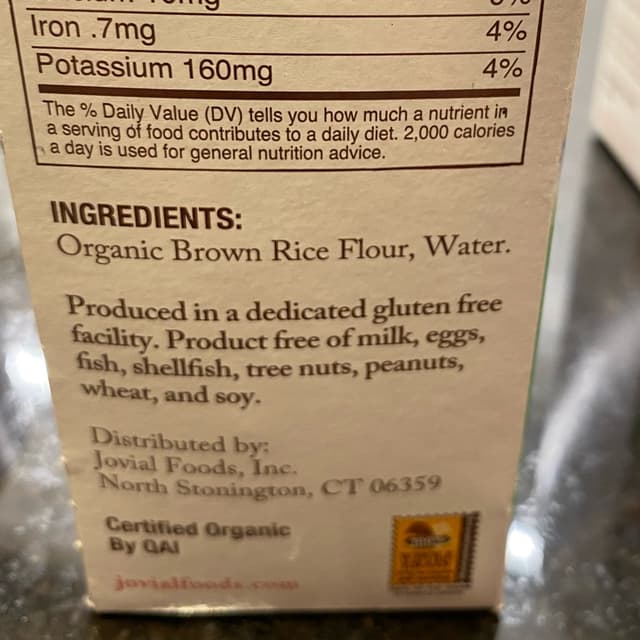 Iron .7mg 4%
Potassium 160mg 4%
The % Daily Value (DV) tells you how much a nutrient in
a serving of food contributes to a daily diet. 2,000 calories
a day is used for general nutrition advice.
INGREDIENTS:
Organic Brown Rice Flour, Water.
Produced in a dedicated gluten free
facility. Product free of milk, eggs,
fish, shellfish, tree nuts, peanuts,
wheat, and soy.
Distributed by:
Jovial Foods, Inc.
North Stonington, CT 06359
Certified Organic
By QAI
jovialfoods.com